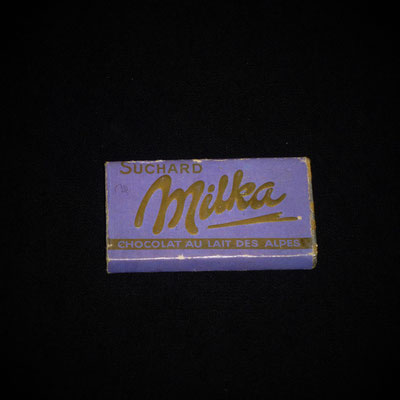 SUCHARD
Milka
CHOCOLAT AU LAIT DES ALPES